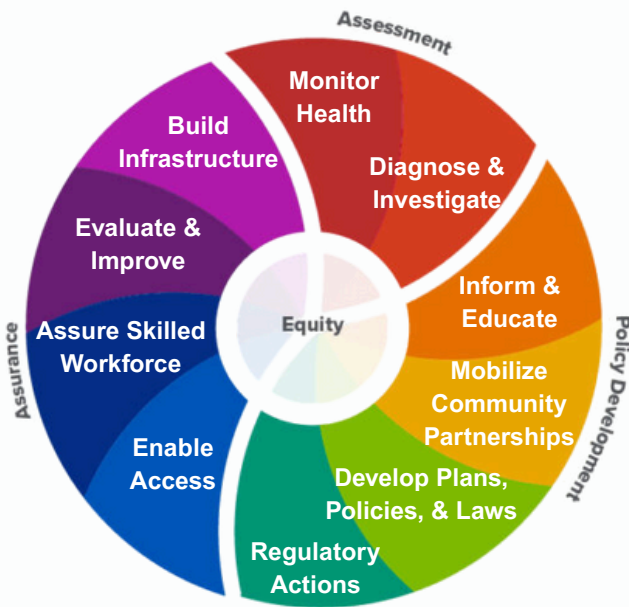 Assessment
Monitor
Health
Diagnose &
Investigate
Inform &
Educate
Mobilize
Community
Partnerships
Policy Development
Develop Plans,
Policies, & Laws
Regulatory
Actions
Enable
Access
Assure Skilled
Workforce
Assurance
Evaluate &
Improve
Build
Infrastructure
Equity